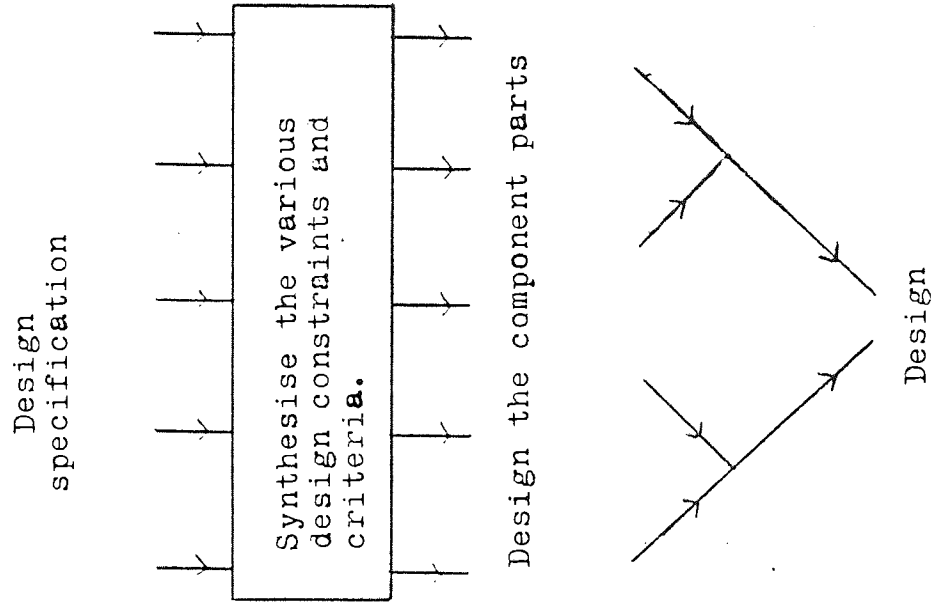 Design
specification
Synthesise the various
design constraints and
criteria.
Design the component parts
Design